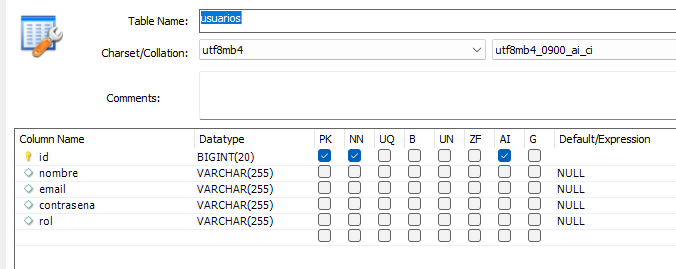 Table Name: usuarios
Charset/Collation: utf8mb4 utf8mb4_0900_ai_ci
Comments:
Column Name Datatype PK NN UQ B UN ZF AI G Default/Expression
id BIGINT(20)
nombre VARCHAR(255) NULL
email VARCHAR(255) NULL
contrasena VARCHAR(255) NULL
rol VARCHAR(255) NULL